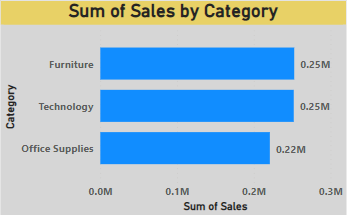 Sum of Sales by Category
Furniture 0.25M
Technology 0.25M
Office Supplies 0.22M
Category
0.0M 0.1M 0.2M 0.3M
Sum of Sales